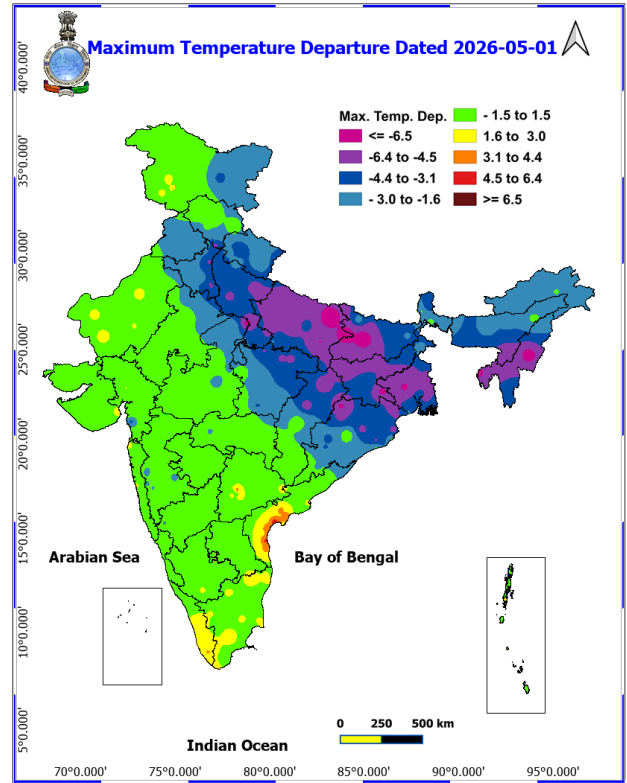 Maximum Temperature Departure Dated 2026-05-01
Max. Temp. Dep.
<= -6.5
-6.4 to -4.5
-4.4 to -3.1
- 3.0 to -1.6
- 1.5 to 1.5
1.6 to 3.0
3.1 to 4.4
4.5 to 6.4
>= 6.5
40°0.000'
35°0.000'
30°0.000'
25°0.000'
20°0.000'
15°0.000'
10°0.000'
5°0.000'
Arabian Sea
Bay of Bengal
Indian Ocean
0 250 500 km
70°0.000' 75°0.000' 80°0.000' 85°0.000' 90°0.000' 95°0.000'